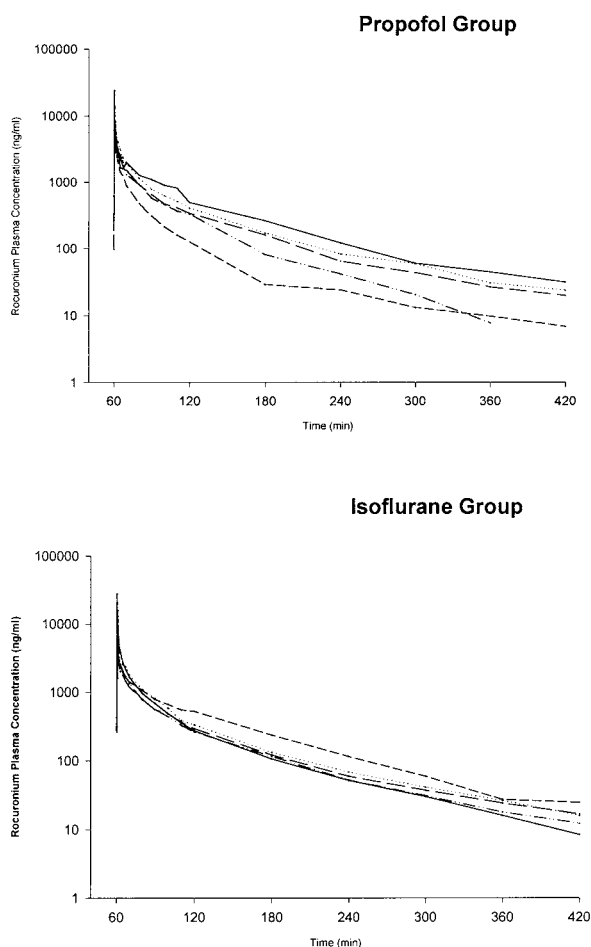 Propofol Group
100000
10000
1000
100
10
1
Rocuronium Plasma Concentration (ng/ml)
60 120 180 240 300 360 420
Time (min)
Isoflurane Group
100000
10000
1000
100
10
1
Rocuronium Plasma Concentration (ng/ml)
60 120 180 240 300 360 420
Time (min)